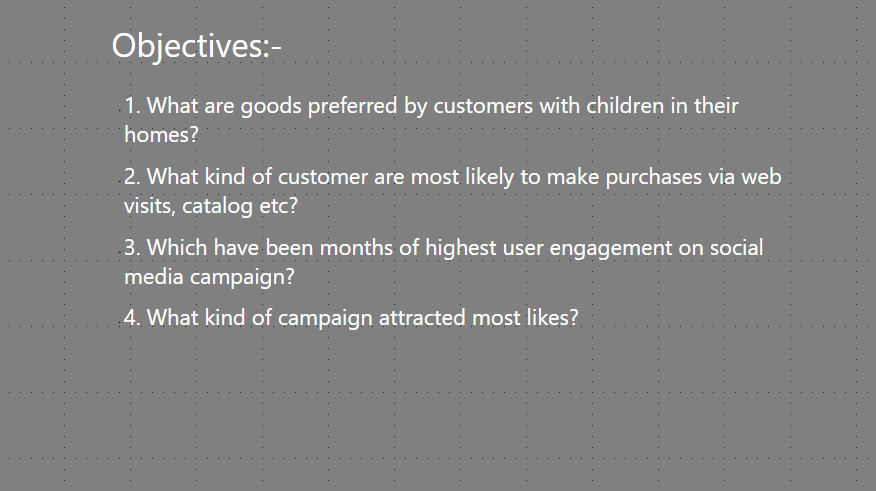 Objectives:-
1. What are goods preferred by customers with children in their
homes?
2. What kind of customer are most likely to make purchases via web
visits, catalog etc?
3. Which have been months of highest user engagement on social
media campaign?
4. What kind of campaign attracted most likes?